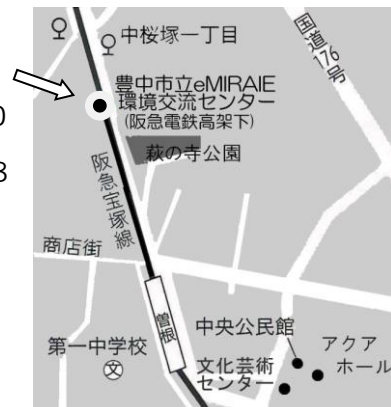 中桜塚一丁目
国道176号
豊中市立eMIRAIE
環境交流センター
(阪急電鉄高架下)
0
8
萩の寺公園
阪急宝塚線
商店街
曽根
中央公民館
第一中学校
文
アクア
ホール
文化芸術
センター